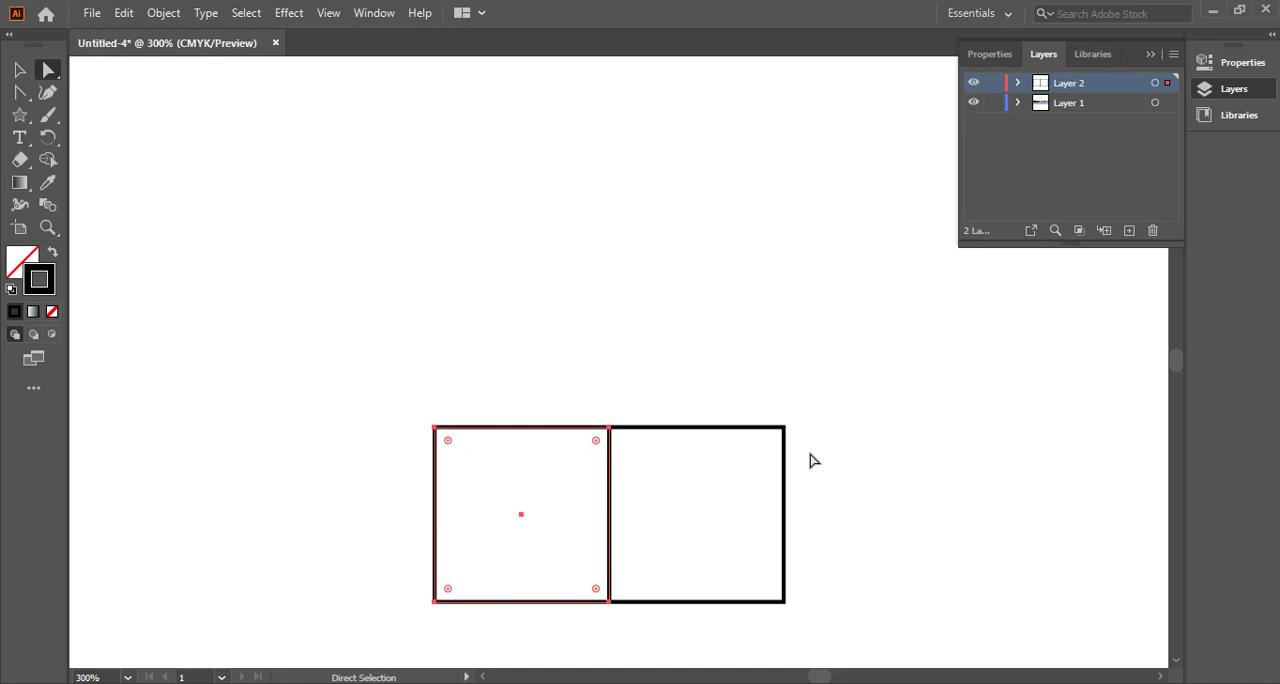 Ai File Edit Object Type Select Effect View Window Help Essentials Search Adobe Stock
Untitled-4* @ 300% (CMYK/Preview) ×
Properties Layers Libraries
Layer 2
Layer 1
2 La...
Properties
Layers
Libraries
300% 1 Direct Selection